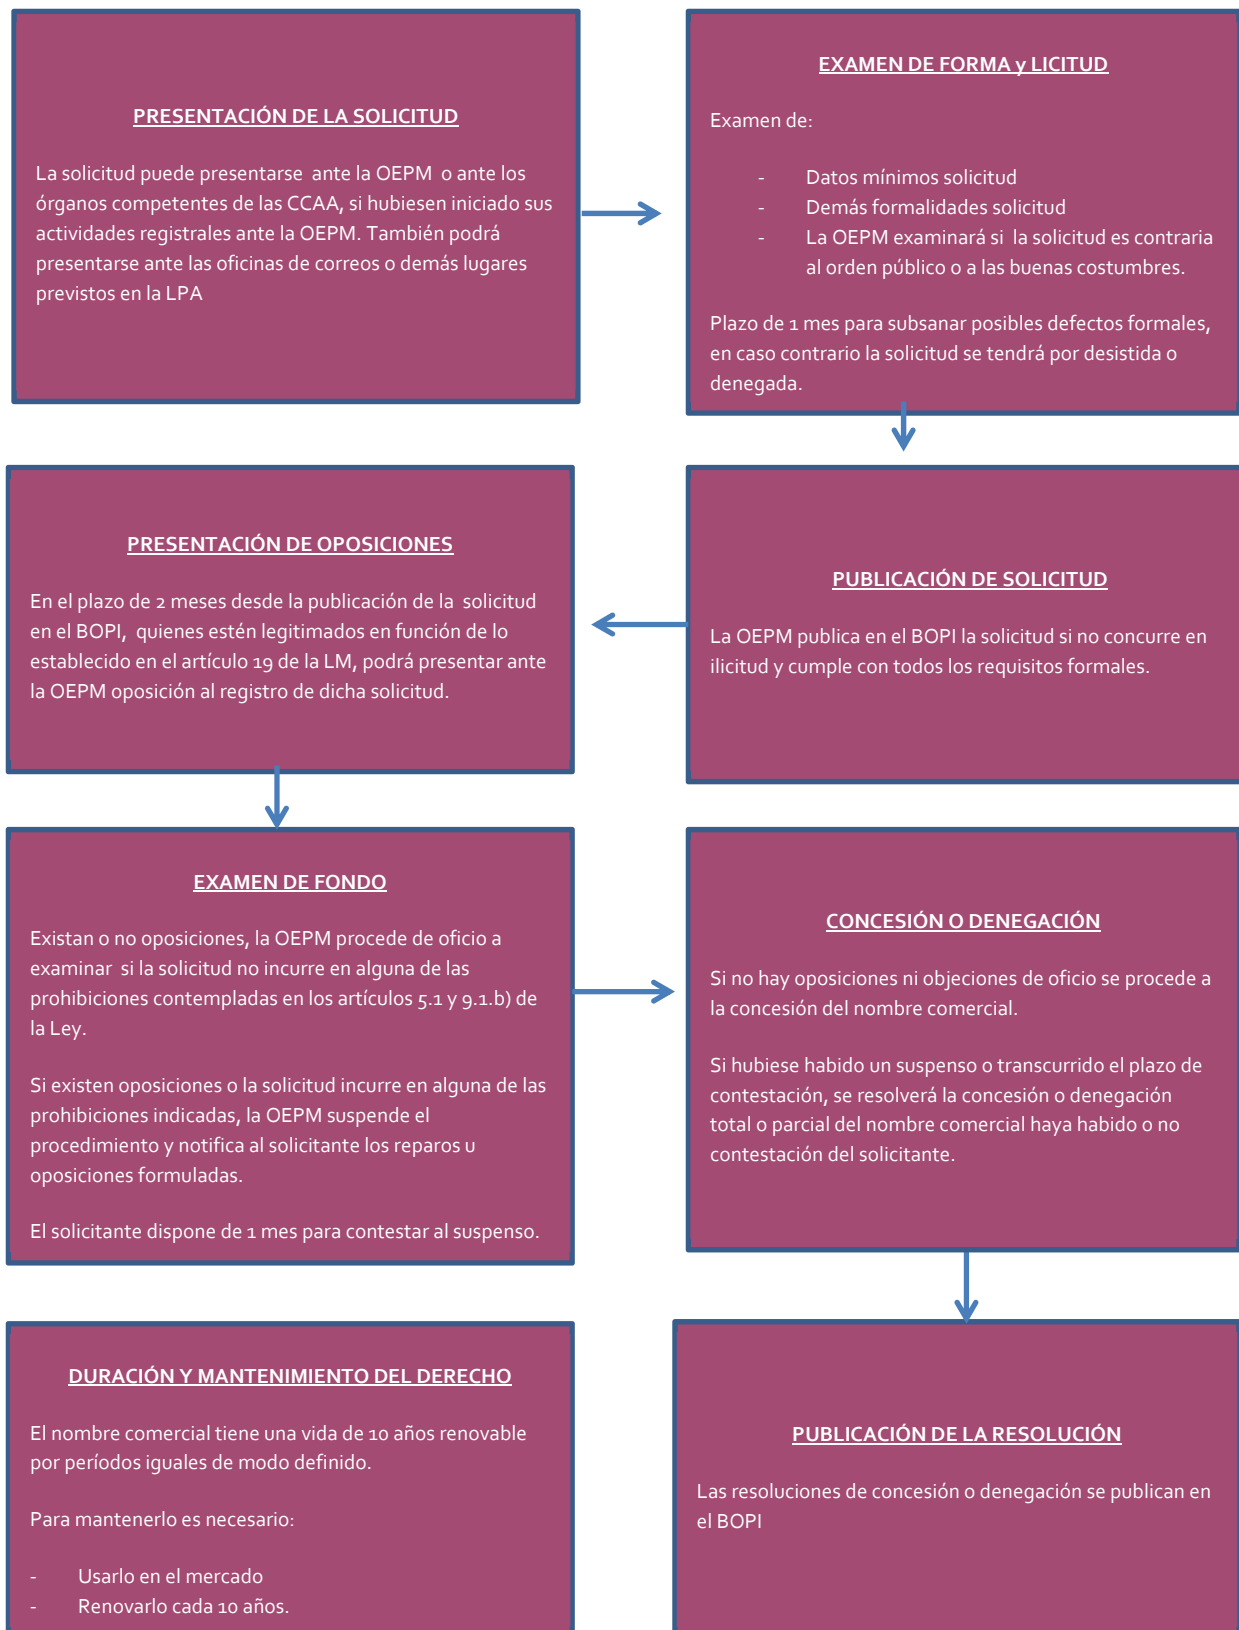 PRESENTACIÓN DE LA SOLICITUD
La solicitud puede presentarse ante la OEPM o ante los
órganos competentes de las CCAA, si hubiesen iniciado sus
actividades registrales ante la OEPM. También podrá
presentarse ante las oficinas de correos o demás lugares
previstos en la LPA
EXAMEN DE FORMA y LICITUD
Examen de:
- Datos mínimos solicitud
- Demás formalidades solicitud
- La OEPM examinará si la solicitud es contraria
al orden público o a las buenas costumbres.
Plazo de 1 mes para subsanar posibles defectos formales,
en caso contrario la solicitud se tendrá por desistida o
denegada.
PUBLICACIÓN DE SOLICITUD
La OEPM publica en el BOPI la solicitud si no concurre en
ilicitud y cumple con todos los requisitos formales.
PRESENTACIÓN DE OPOSICIONES
En el plazo de 2 meses desde la publicación de la solicitud
en el BOPI, quienes estén legitimados en función de lo
establecido en el artículo 19 de la LM, podrá presentar ante
la OEPM oposición al registro de dicha solicitud.
EXAMEN DE FONDO
Existan o no oposiciones, la OEPM procede de oficio a
examinar si la solicitud no incurre en alguna de las
prohibiciones contempladas en los artículos 5.1 y 9.1.b) de
la Ley.
Si existen oposiciones o la solicitud incurre en alguna de las
prohibiciones indicadas, la OEPM suspende el
procedimiento y notifica al solicitante los reparos u
oposiciones formuladas.
El solicitante dispone de 1 mes para contestar al suspenso.
CONCESIÓN O DENEGACIÓN
Si no hay oposiciones ni objeciones de oficio se procede a
la concesión del nombre comercial.
Si hubiese habido un suspenso o transcurrido el plazo de
contestación, se resolverá la concesión o denegación
total o parcial del nombre comercial haya habido o no
contestación del solicitante.
PUBLICACIÓN DE LA RESOLUCIÓN
Las resoluciones de concesión o denegación se publican en
el BOPI
DURACIÓN Y MANTENIMIENTO DEL DERECHO
El nombre comercial tiene una vida de 10 años renovable
por períodos iguales de modo definido.
Para mantenerlo es necesario:
- Usarlo en el mercado
- Renovarlo cada 10 años.